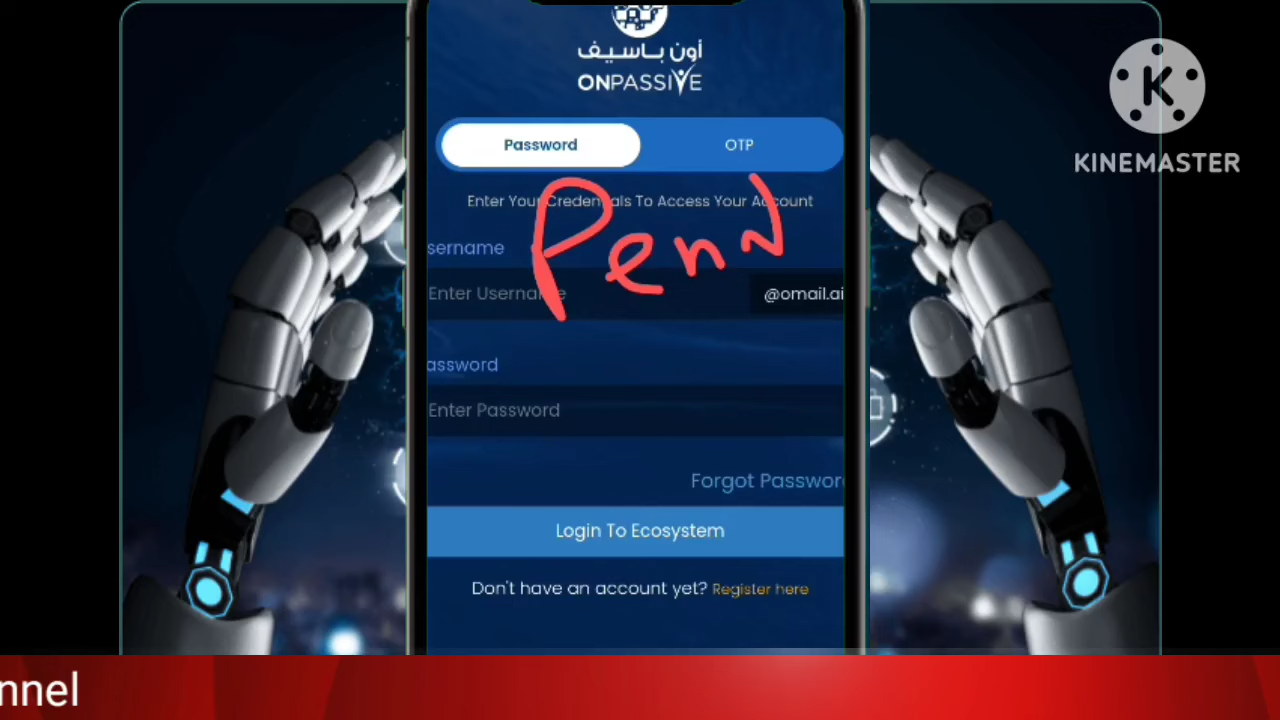 أون باسيف
ONPASSIVE
K
KINEMASTER
Password OTP
Enter Your Credentials To Access Your Account
Pen
sername
Enter Username @omail.ai
assword
Enter Password
Forgot Passwor
Login To Ecosystem
Don't have an account yet? Register here
nnel